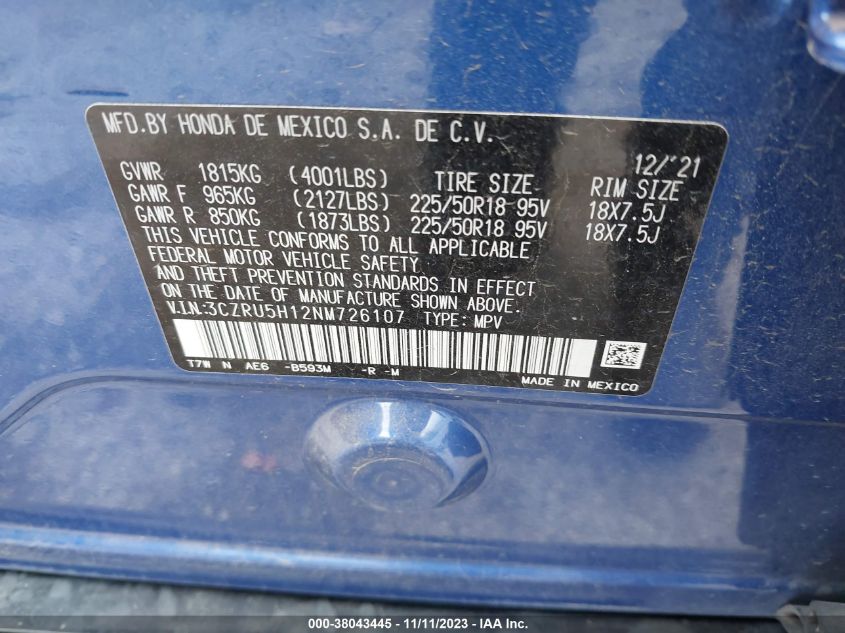 MFD.BY HONDA DE MEXICO S.A. DE C.V.
12/'21
GVWR 1815KG (4001LBS) TIRE SIZE RIM SIZE
GAWR F 965KG (2127LBS) 225/50R18 95V 18X7.5J
GAWR R 850KG (1873LBS) 225/50R18 95V 18X7.5J
THIS VEHICLE CONFORMS TO ALL APPLICABLE
FEDERAL MOTOR VEHICLE SAFETY
AND THEFT PREVENTION STANDARDS IN EFFECT
ON THE DATE OF MANUFACTURE SHOWN ABOVE.
V.I.N:3CZRU5H12NM726107 TYPE: MPV
T7W N AE6 -B593M -R -M
MADE IN MEXICO
000-38043445 - 11/11/2023 - Copyright © IAA, Inc.